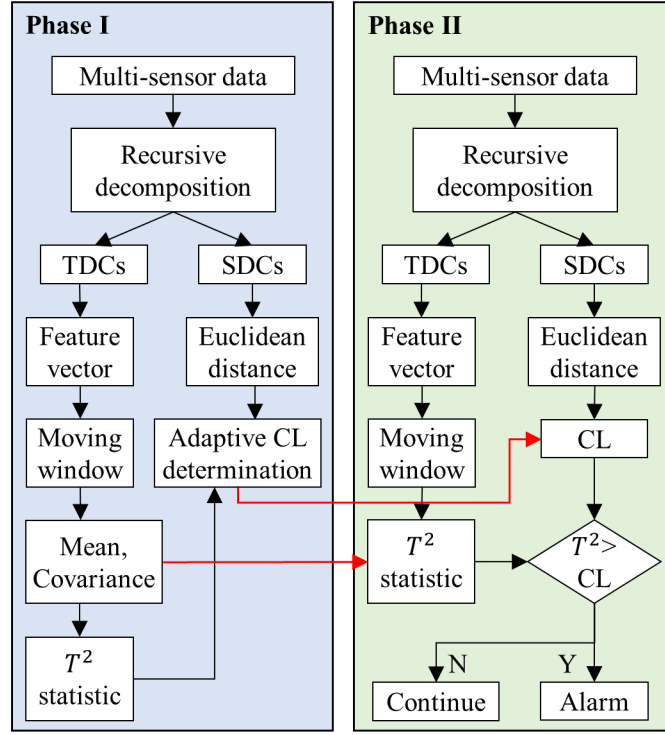 Phase I
Multi-sensor data
Recursive
decomposition
TDCs
SDCs
Feature
vector
Euclidean
distance
Moving
window
Adaptive CL
determination
Mean,
Covariance
T²
statistic
Phase II
Multi-sensor data
Recursive
decomposition
TDCs
SDCs
Feature
vector
Euclidean
distance
Moving
window
CL
T²
statistic
T²>
CL
N
Y
Continue
Alarm